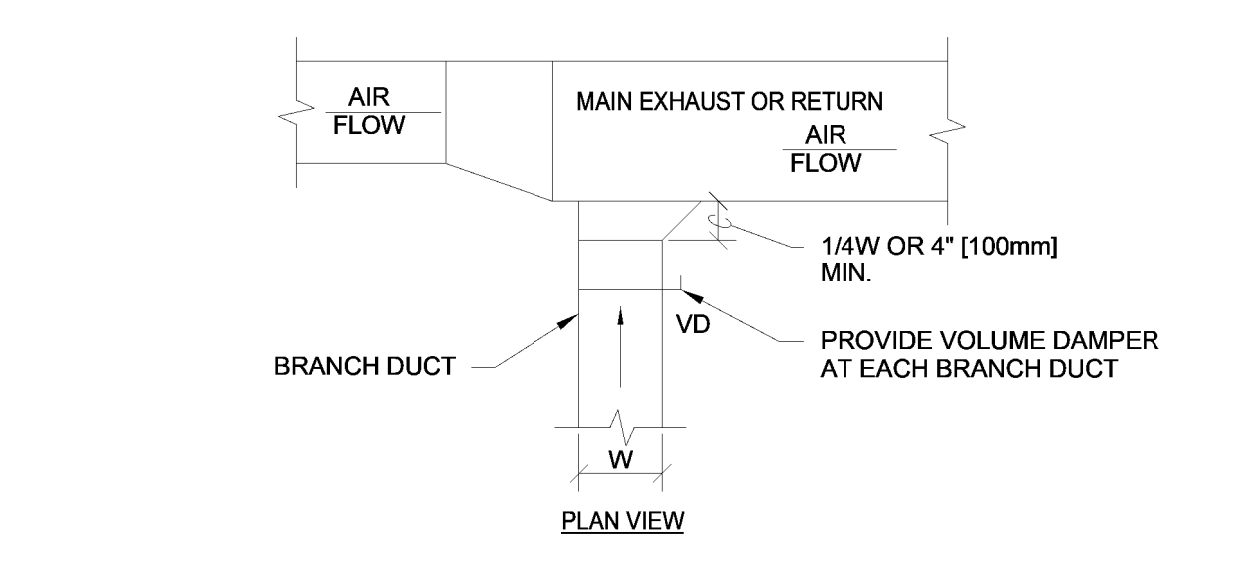 AIR
FLOW
MAIN EXHAUST OR RETURN
AIR
FLOW
1/4W OR 4" [100mm]
MIN.
VD
PROVIDE VOLUME DAMPER
AT EACH BRANCH DUCT
BRANCH DUCT
W
PLAN VIEW